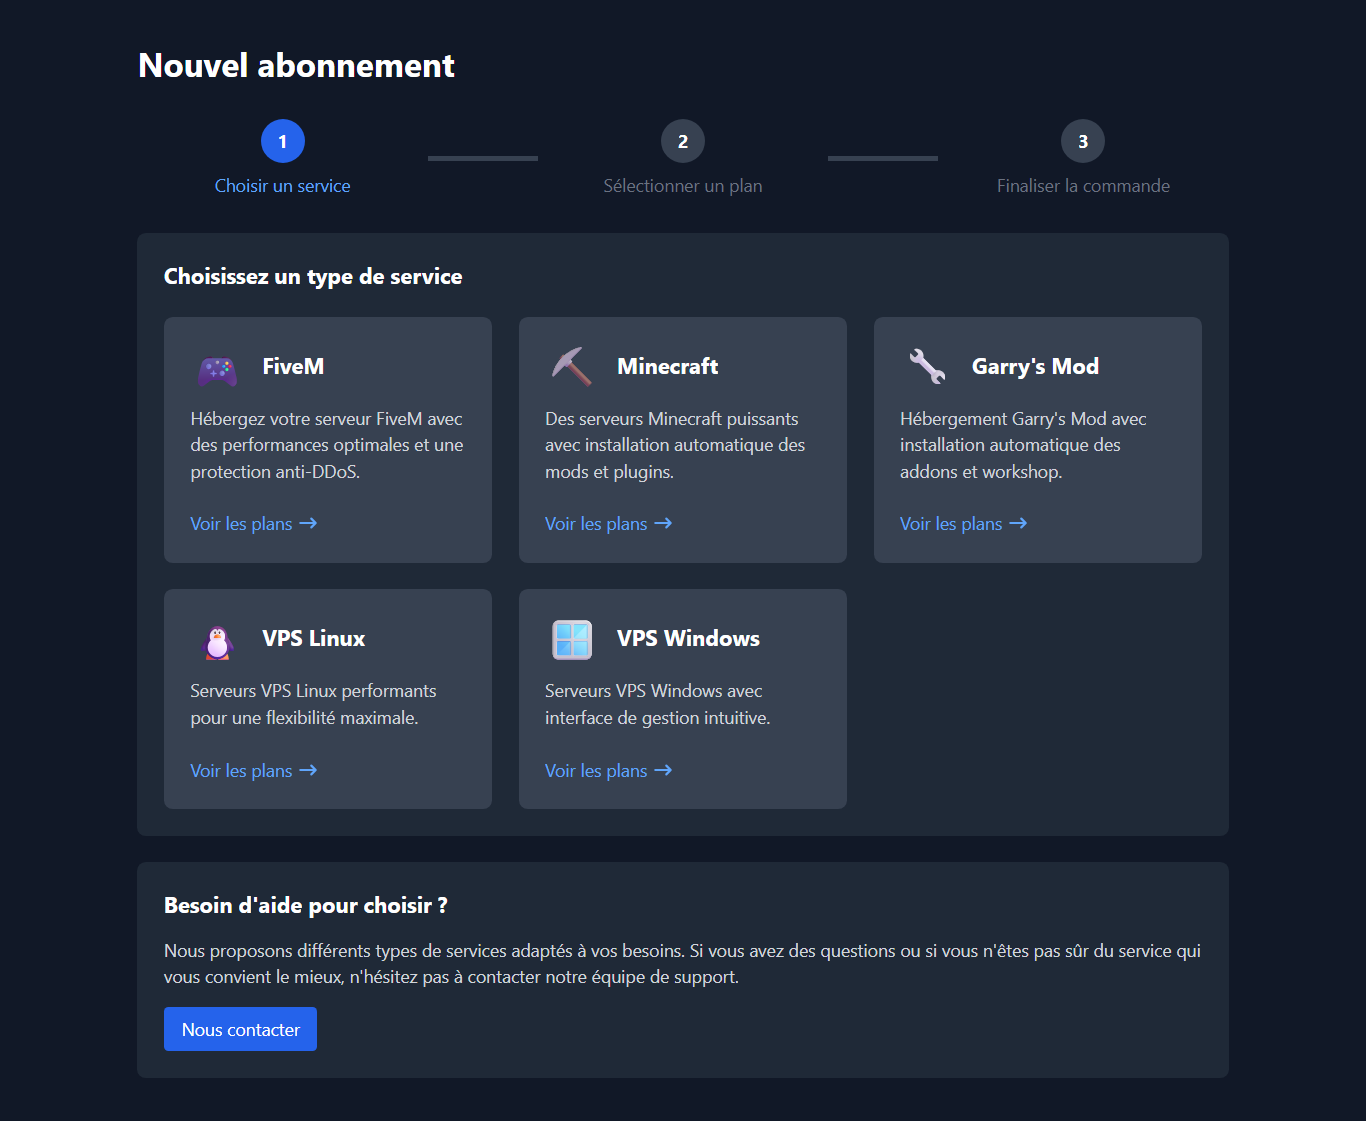 Nouvel abonnement
1
Choisir un service
2
Sélectionner un plan
3
Finaliser la commande
Choisissez un type de service
FiveM
Hébergez votre serveur FiveM avec
des performances optimales et une
protection anti-DDoS.
Voir les plans →
Minecraft
Des serveurs Minecraft puissants
avec installation automatique des
mods et plugins.
Voir les plans →
Garry's Mod
Hébergement Garry's Mod avec
installation automatique des
addons et workshop.
Voir les plans →
VPS Linux
Serveurs VPS Linux performants
pour une flexibilité maximale.
Voir les plans →
VPS Windows
Serveurs VPS Windows avec
interface de gestion intuitive.
Voir les plans →
Besoin d'aide pour choisir ?
Nous proposons différents types de services adaptés à vos besoins. Si vous avez des questions ou si vous n'êtes pas sûr du service qui
vous convient le mieux, n'hésitez pas à contacter notre équipe de support.
Nous contacter